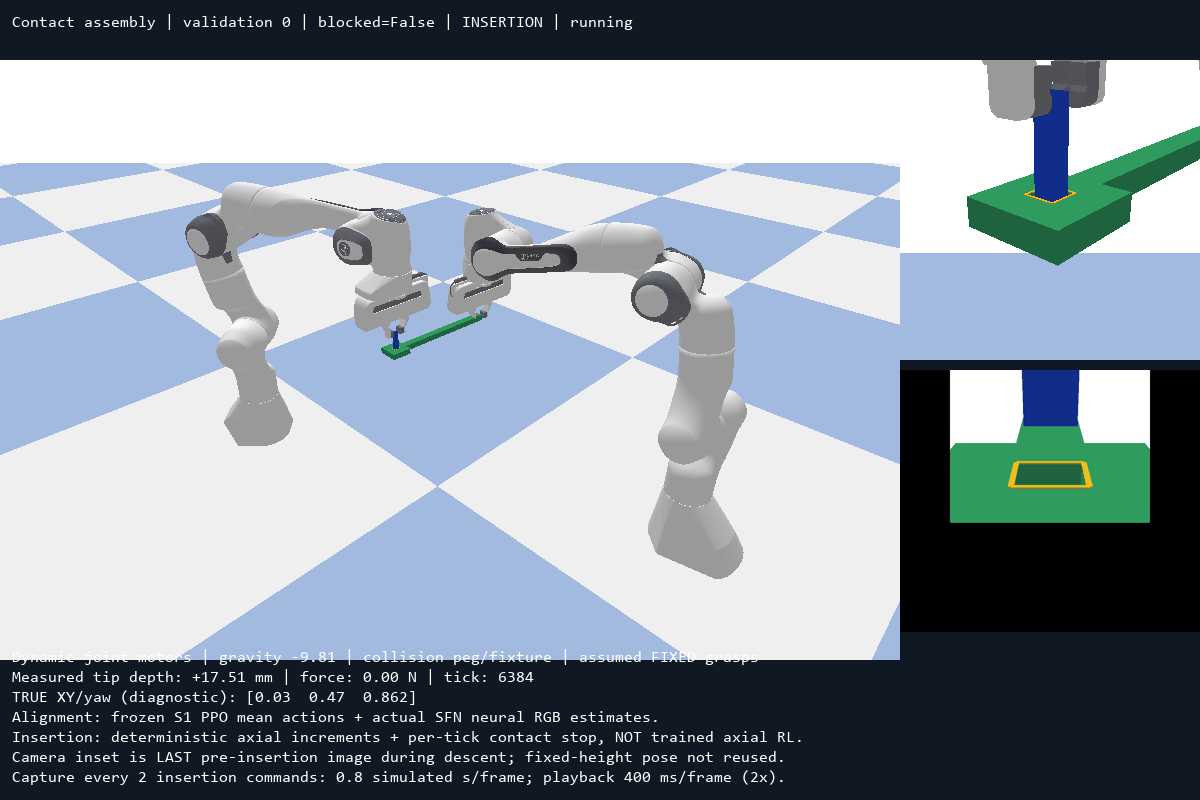 Contact assembly | validation 0 | blocked=False | INSERTION | running
Dynamic joint motors | gravity -9.81 | collision peg/fixture | assumed FIXED grasps
Measured tip depth: +17.51 mm | force: 0.00 N | tick: 6384
TRUE XY/yaw (diagnostic): [0.03  0.47  0.862]
Alignment: frozen S1 PPO mean actions + actual SFN neural RGB estimates.
Insertion: deterministic axial increments + per-tick contact stop, NOT trained axial RL.
Camera inset is LAST pre-insertion image during descent; fixed-height pose not reused.
Capture every 2 insertion commands: 0.8 simulated s/frame; playback 400 ms/frame (2x).